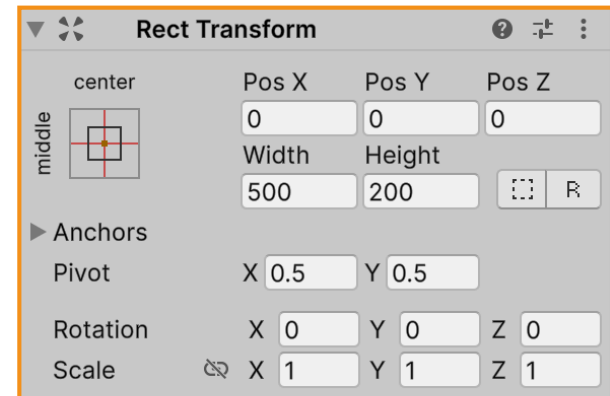 Rect Transform
center
middle
Pos X Pos Y Pos Z
0 0 0
Width Height
500 200
R
Anchors
Pivot X 0.5 Y 0.5
Rotation X 0 Y 0 Z 0
Scale X 1 Y 1 Z 1